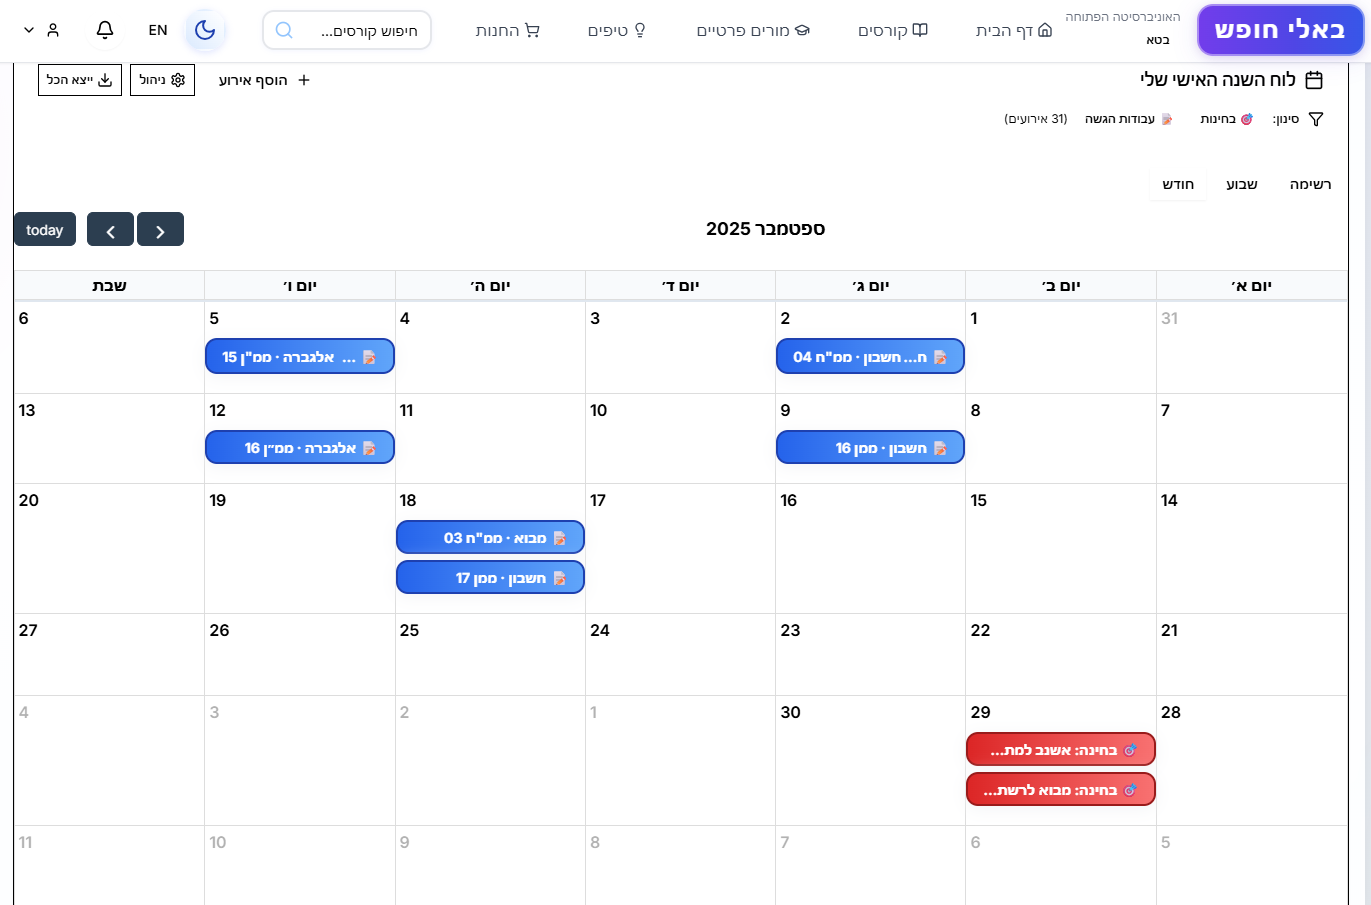 באלי חופש
האוניברסיטה הפתוחה
בטא
דף הבית
קורסים
מורים פרטיים
טיפים
החנות
חיפוש קורסים...
EN
לוח השנה האישי שלי
הוסף אירוע
ניהול
ייצא הכל
סינון:
בחינות
עבודות הגשה
(31 אירועים)
רשימה
שבוע
חודש
ספטמבר 2025
today
יום א׳ יום ב׳ יום ג׳ יום ד׳ יום ה׳ יום ו׳ שבת
31 1 2 3 4 5 6
ח... חשבון · ממ"ח 04
... אלגברה · ממ"ן 15
7 8 9 10 11 12 13
חשבון · ממן 16
אלגברה · ממ״ן 16
14 15 16 17 18 19 20
מבוא · ממ"ח 03
חשבון · ממן 17
21 22 23 24 25 26 27
28 29 30 1 2 3 4
בחינה: אשנב למת...
בחינה: מבוא לרשת...
5 6 7 8 9 10 11